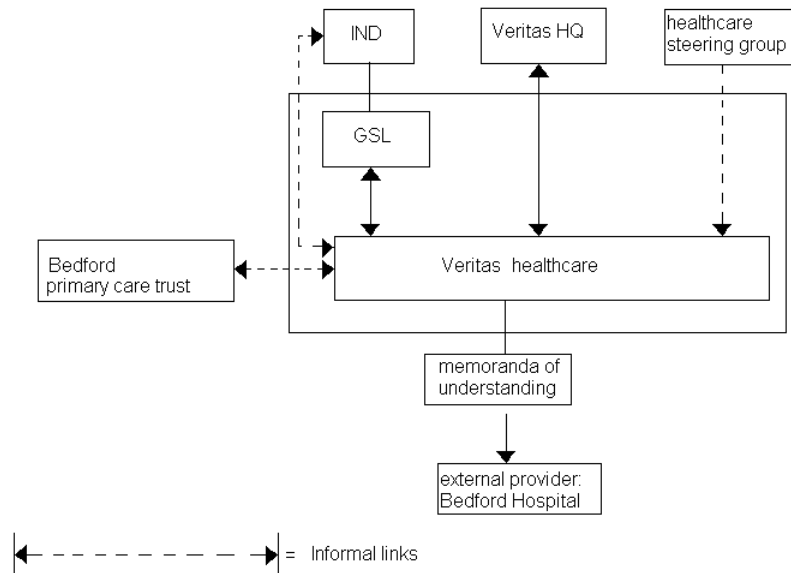 IND
Veritas HQ
healthcare
steering group
GSL
Bedford
primary care trust
Veritas healthcare
memoranda of
understanding
external provider:
Bedford Hospital
= Informal links